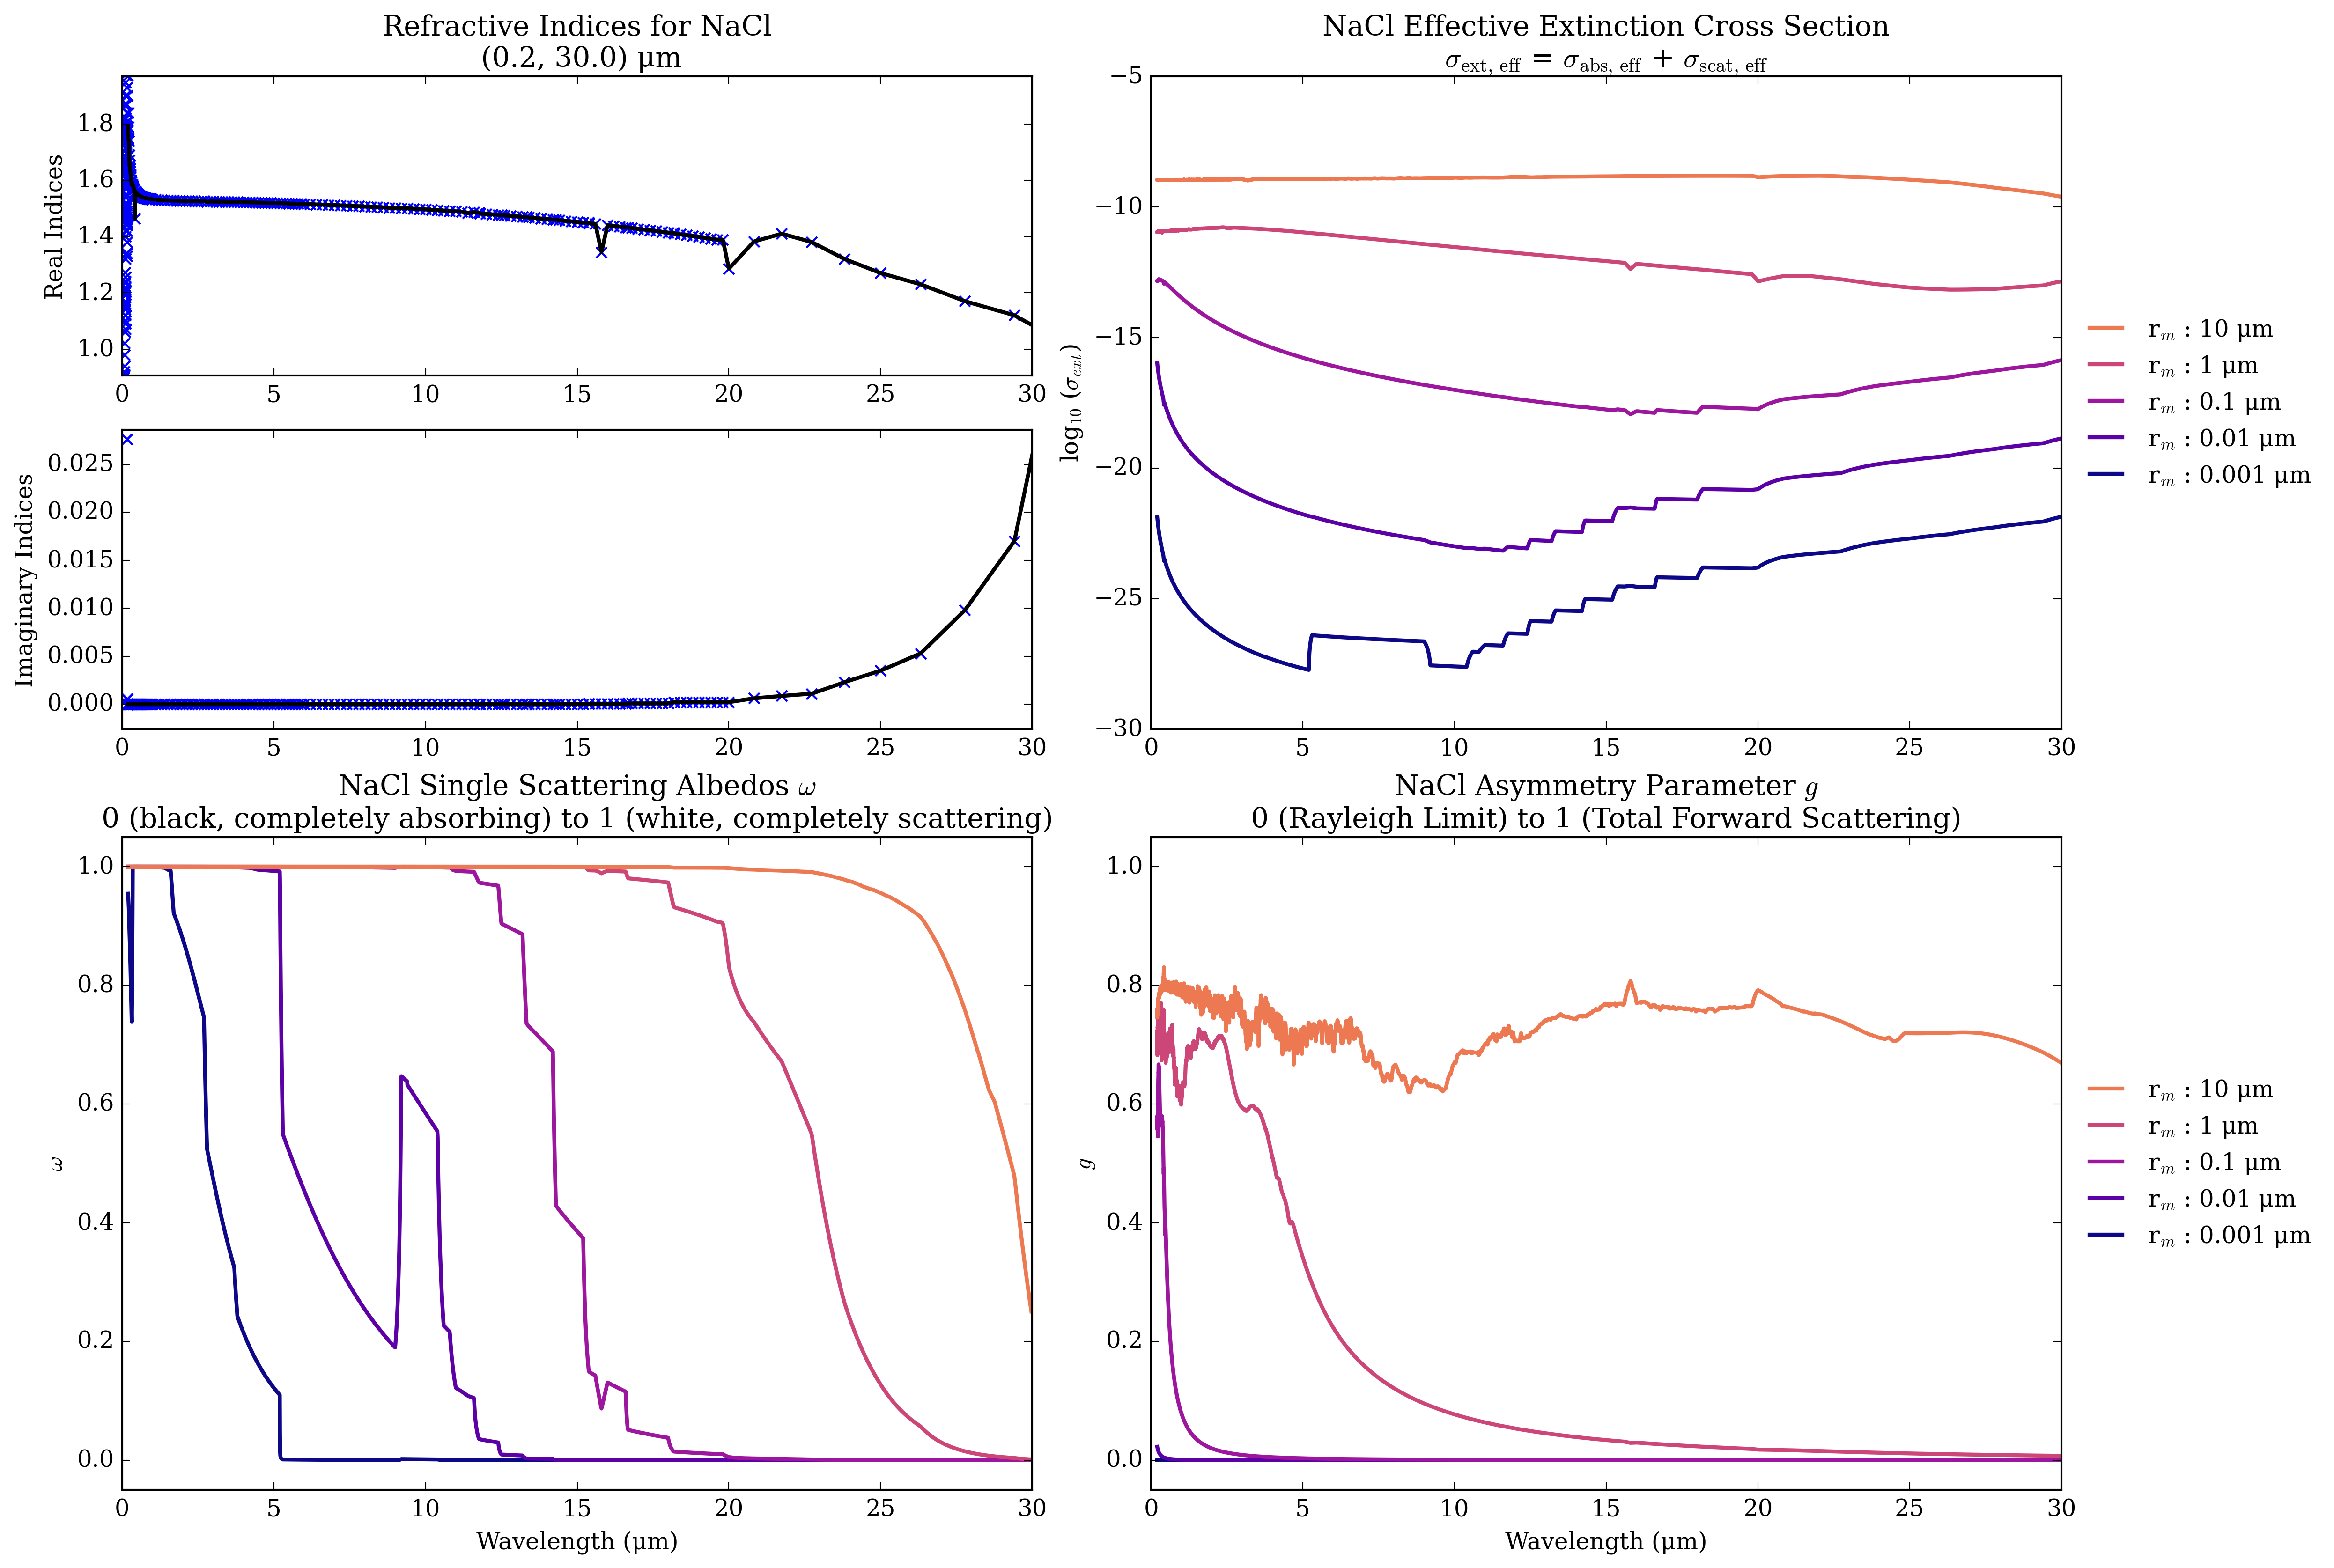 Refractive Indices for NaCl
(0.2, 30.0) μm
Real Indices
1.8
1.6
1.4
1.2
1.0
0 5 10 15 20 25 30
Imaginary Indices
0.025
0.020
0.015
0.010
0.005
0.000
0 5 10 15 20 25 30
NaCl Effective Extinction Cross Section
σext, eff = σabs, eff + σscat, eff
log10 (σext)
−5
−10
−15
−20
−25
−30
0 5 10 15 20 25 30
rm : 10 μm
rm : 1 μm
rm : 0.1 μm
rm : 0.01 μm
rm : 0.001 μm
NaCl Single Scattering Albedos ω
0 (black, completely absorbing) to 1 (white, completely scattering)
ω
1.0
0.8
0.6
0.4
0.2
0.0
0 5 10 15 20 25 30
Wavelength (μm)
NaCl Asymmetry Parameter g
0 (Rayleigh Limit) to 1 (Total Forward Scattering)
g
1.0
0.8
0.6
0.4
0.2
0.0
0 5 10 15 20 25 30
Wavelength (μm)
rm : 10 μm
rm : 1 μm
rm : 0.1 μm
rm : 0.01 μm
rm : 0.001 μm